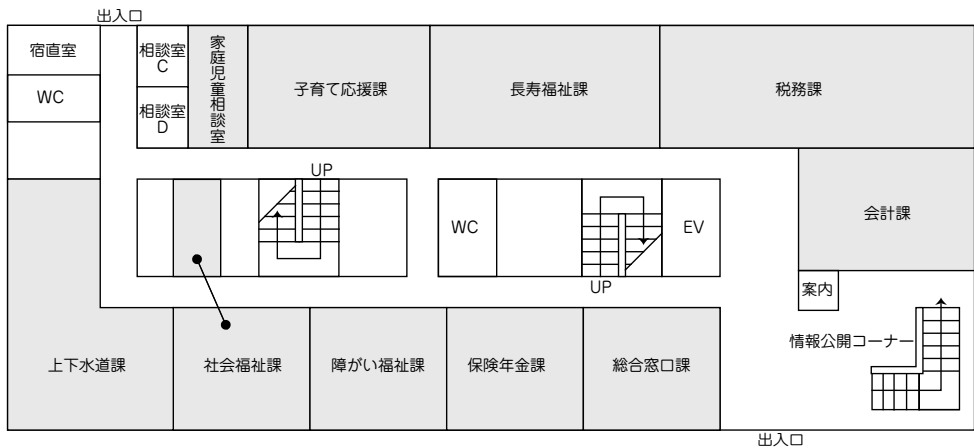 出入口
宿直室
WC
相談室
C
相談室
D
家庭児童相談室
子育て応援課
長寿福祉課
税務課
会計課
UP
WC
UP
EV
案内
情報公開コーナー
上下水道課
社会福祉課
障がい福祉課
保険年金課
総合窓口課
出入口